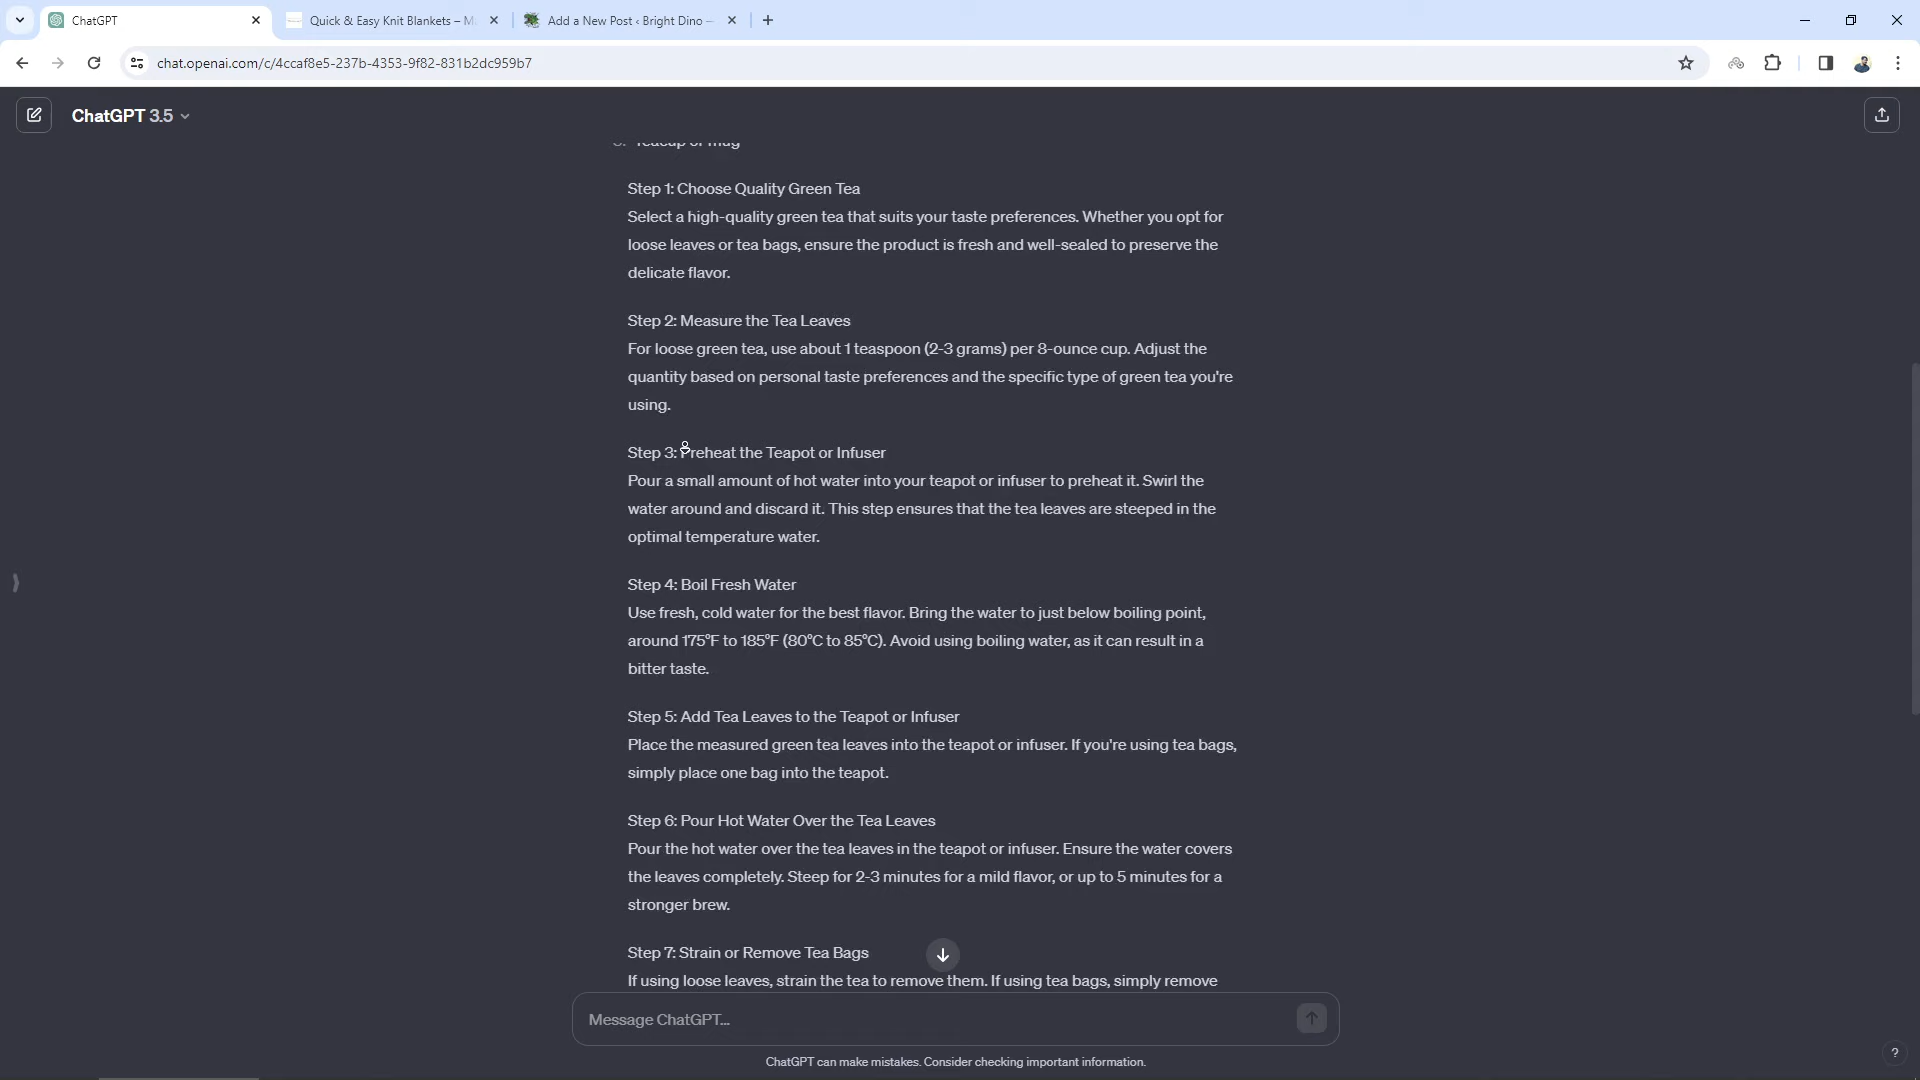 ChatGPT
Quick & Easy Knit Blankets – M
Add a New Post ‹ Bright Dino —
chat.openai.com/c/4ccaf8e5-237b-4353-9f82-831b2dc959b7
ChatGPT 3.5
Teacup or mug
Step 1: Choose Quality Green Tea
Select a high-quality green tea that suits your taste preferences. Whether you opt for
loose leaves or tea bags, ensure the product is fresh and well-sealed to preserve the
delicate flavor.
Step 2: Measure the Tea Leaves
For loose green tea, use about 1 teaspoon (2-3 grams) per 8-ounce cup. Adjust the
quantity based on personal taste preferences and the specific type of green tea you're
using.
Step 3: Preheat the Teapot or Infuser
Pour a small amount of hot water into your teapot or infuser to preheat it. Swirl the
water around and discard it. This step ensures that the tea leaves are steeped in the
optimal temperature water.
Step 4: Boil Fresh Water
Use fresh, cold water for the best flavor. Bring the water to just below boiling point,
around 175°F to 185°F (80°C to 85°C). Avoid using boiling water, as it can result in a
bitter taste.
Step 5: Add Tea Leaves to the Teapot or Infuser
Place the measured green tea leaves into the teapot or infuser. If you're using tea bags,
simply place one bag into the teapot.
Step 6: Pour Hot Water Over the Tea Leaves
Pour the hot water over the tea leaves in the teapot or infuser. Ensure the water covers
the leaves completely. Steep for 2-3 minutes for a mild flavor, or up to 5 minutes for a
stronger brew.
Step 7: Strain or Remove Tea Bags
If using loose leaves, strain the tea to remove them. If using tea bags, simply remove
Message ChatGPT...
ChatGPT can make mistakes. Consider checking important information.
?